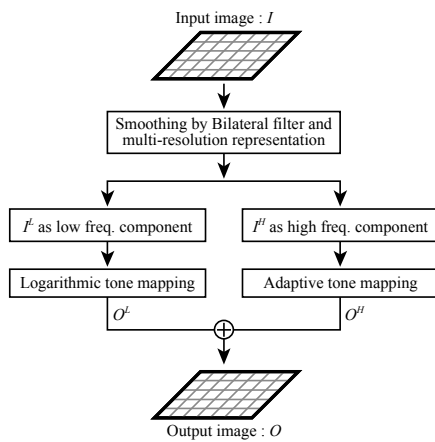 Input image : I
Smoothing by Bilateral filter and
multi-resolution representation
I^L as low freq. component
I^H as high freq. component
Logarithmic tone mapping
Adaptive tone mapping
O^L
O^H
Output image : O